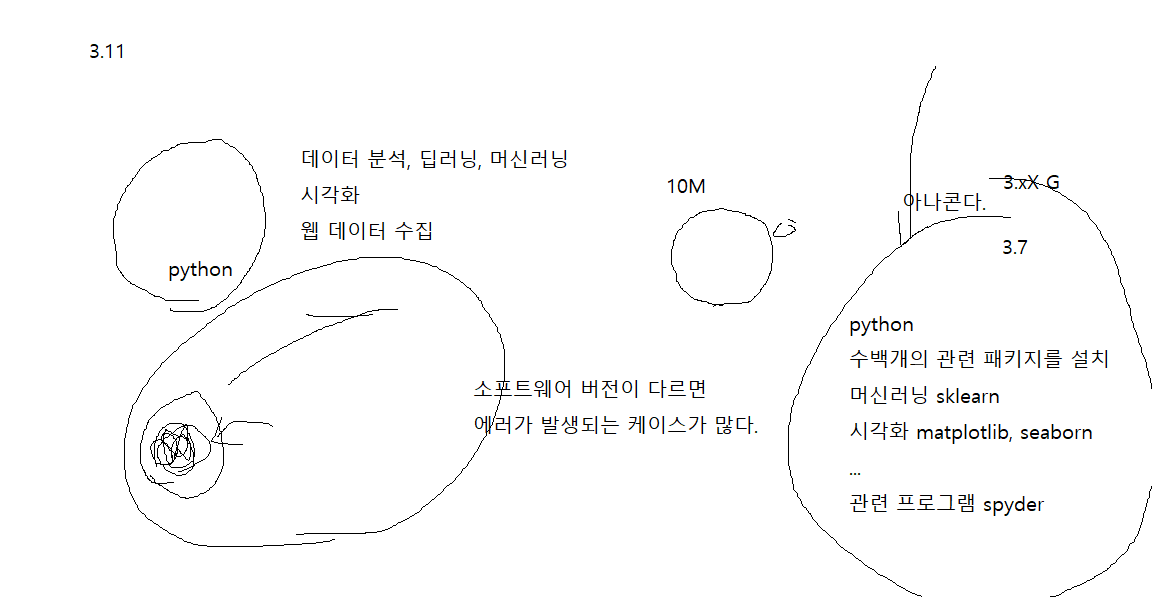 3.11
데이터 분석, 딥러닝, 머신러닝
시각화
웹 데이터 수집
python
소프트웨어 버전이 다르면
에러가 발생되는 케이스가 많다.
10M
3.xX G
아나콘다.
3.7
python
수백개의 관련 패키지를 설치
머신러닝 sklearn
시각화 matplotlib, seaborn
...
관련 프로그램 spyder